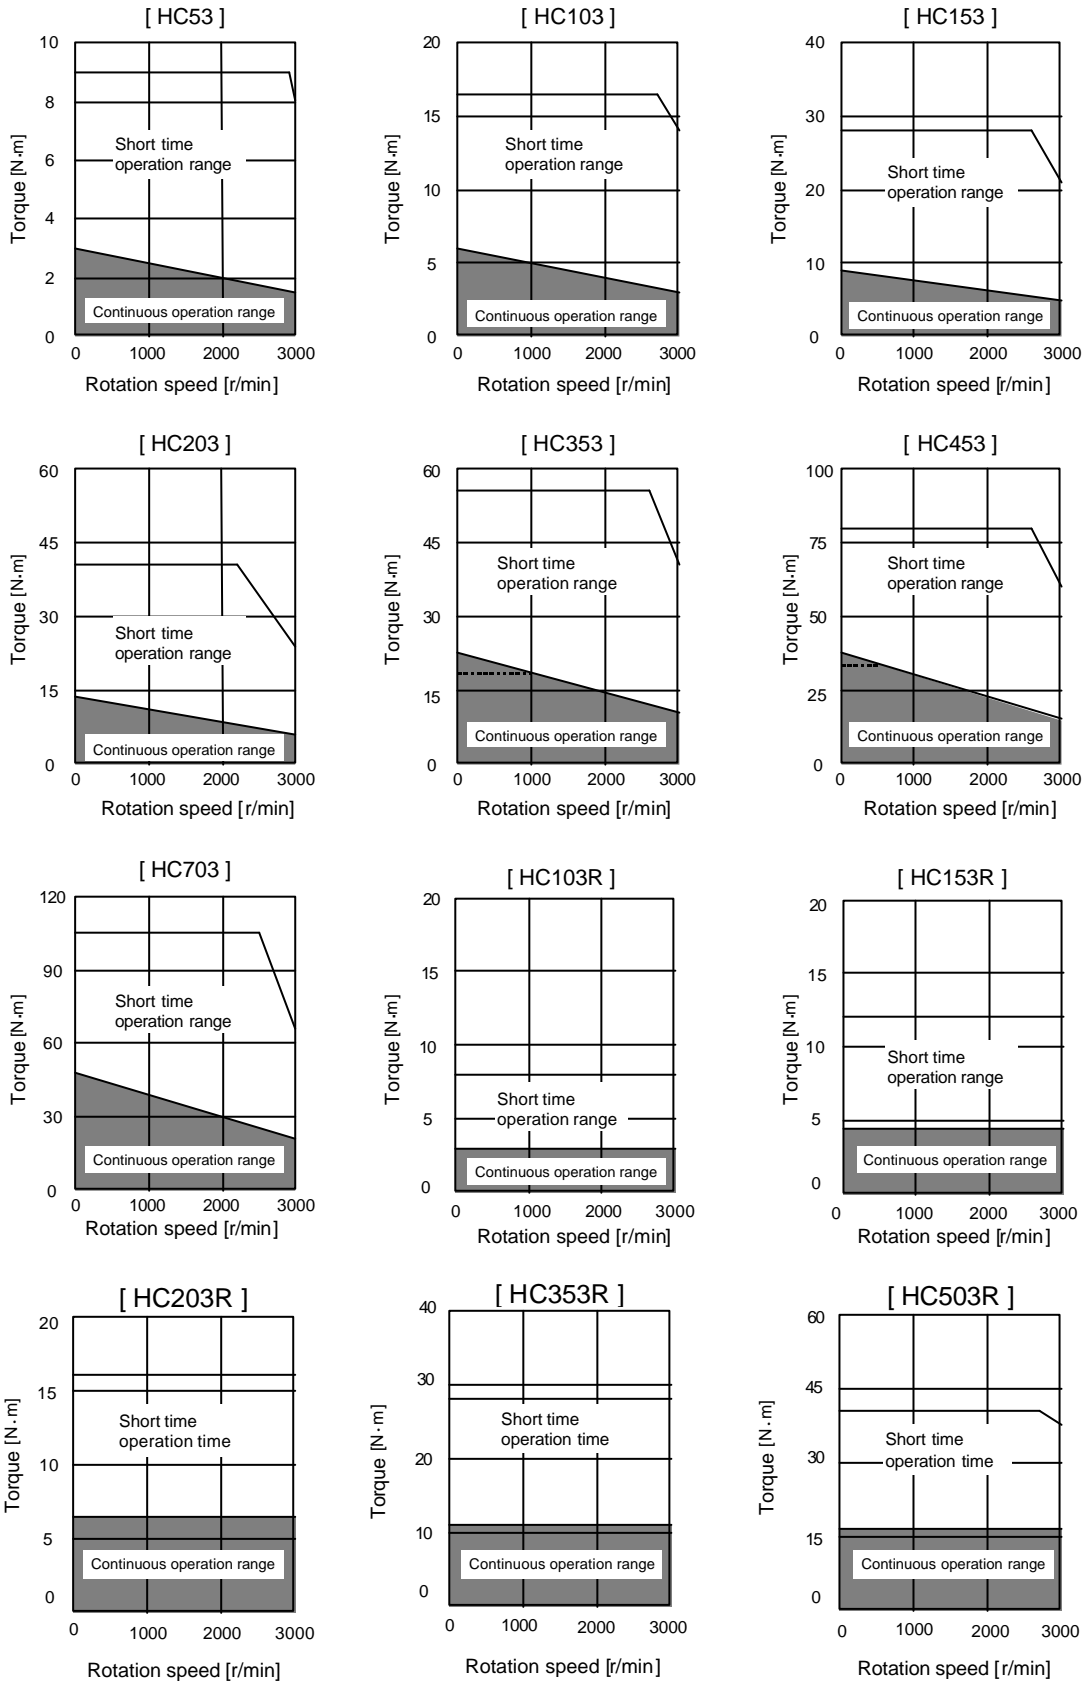 [ HC53 ]
10
8
6
4
2
0
Torque [N·m]
Short time
operation range
Continuous operation range
0 1000 2000 3000
Rotation speed [r/min]
[ HC103 ]
20
15
10
5
0
Torque [N·m]
Short time
operation range
Continuous operation range
0 1000 2000 3000
Rotation speed [r/min]
[ HC153 ]
40
30
20
10
0
Torque [N·m]
Short time
operation range
Continuous operation range
0 1000 2000 3000
Rotation speed [r/min]
[ HC203 ]
60
45
30
15
0
Torque [N·m]
Short time
operation range
Continuous operation range
0 1000 2000 3000
Rotation speed [r/min]
[ HC353 ]
60
45
30
15
0
Torque [N·m]
Short time
operation range
Continuous operation range
0 1000 2000 3000
Rotation speed [r/min]
[ HC453 ]
100
75
50
25
0
Torque [N·m]
Short time
operation range
Continuous operation range
0 1000 2000 3000
Rotation speed [r/min]
[ HC703 ]
120
90
60
30
0
Torque [N·m]
Short time
operation range
Continuous operation range
0 1000 2000 3000
Rotation speed [r/min]
[ HC103R ]
20
15
10
5
0
Torque [N·m]
Short time
operation range
Continuous operation range
0 1000 2000 3000
Rotation speed [r/min]
[ HC153R ]
20
15
10
5
0
Torque [N·m]
Short time
operation range
Continuous operation range
0 1000 2000 3000
Rotation speed [r/min]
[ HC203R ]
20
15
10
5
0
Torque [N·m]
Short time
operation time
Continuous operation range
0 1000 2000 3000
Rotation speed [r/min]
[ HC353R ]
40
30
20
10
0
Torque [N·m]
Short time
operation time
Continuous operation range
0 1000 2000 3000
Rotation speed [r/min]
[ HC503R ]
60
45
30
15
0
Torque [N·m]
Short time
operation time
Continuous operation range
0 1000 2000 3000
Rotation speed [r/min]